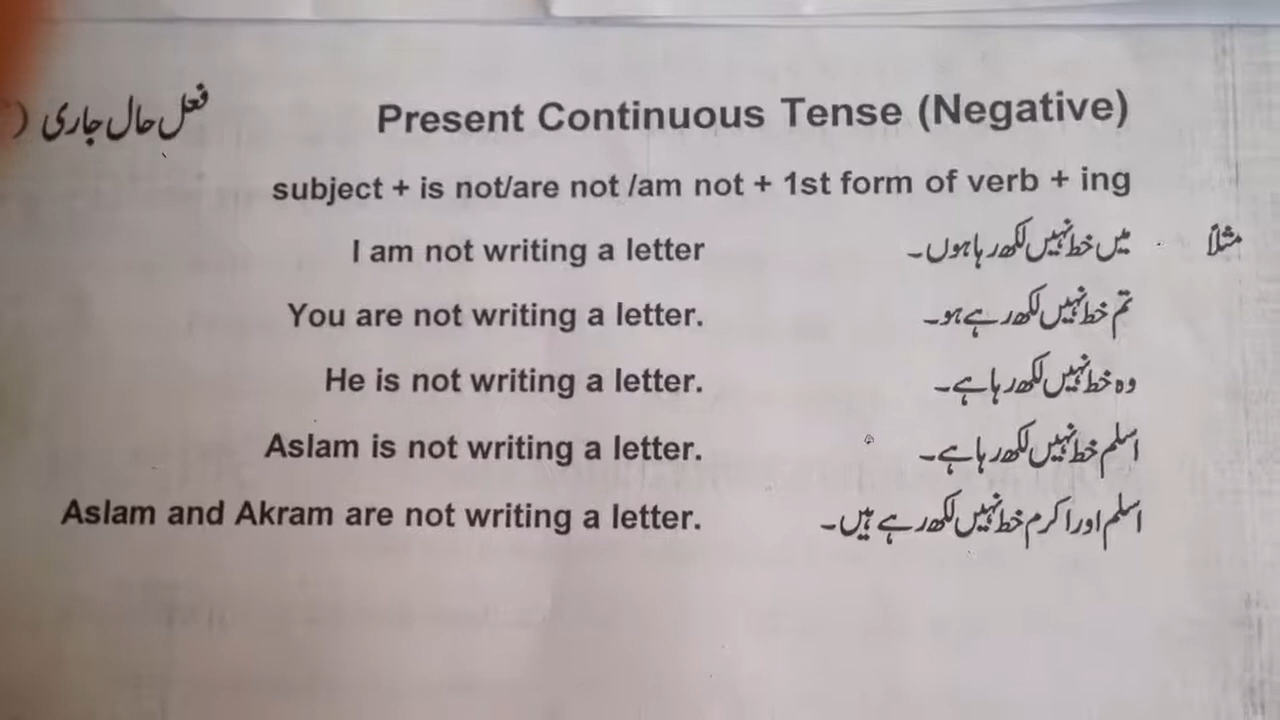 Present Continuous Tense (Negative) فعل حال جاری (
subject + is not/are not /am not + 1st form of verb + ing
مثلاً میں خط نہیں لکھ رہا ہوں۔ I am not writing a letter
تم خط نہیں لکھ رہے ہو۔ You are not writing a letter.
وہ خط نہیں لکھ رہا ہے۔ He is not writing a letter.
اسلم خط نہیں لکھ رہا ہے۔ Aslam is not writing a letter.
اسلم اور اکرم خط نہیں لکھ رہے ہیں۔ Aslam and Akram are not writing a letter.